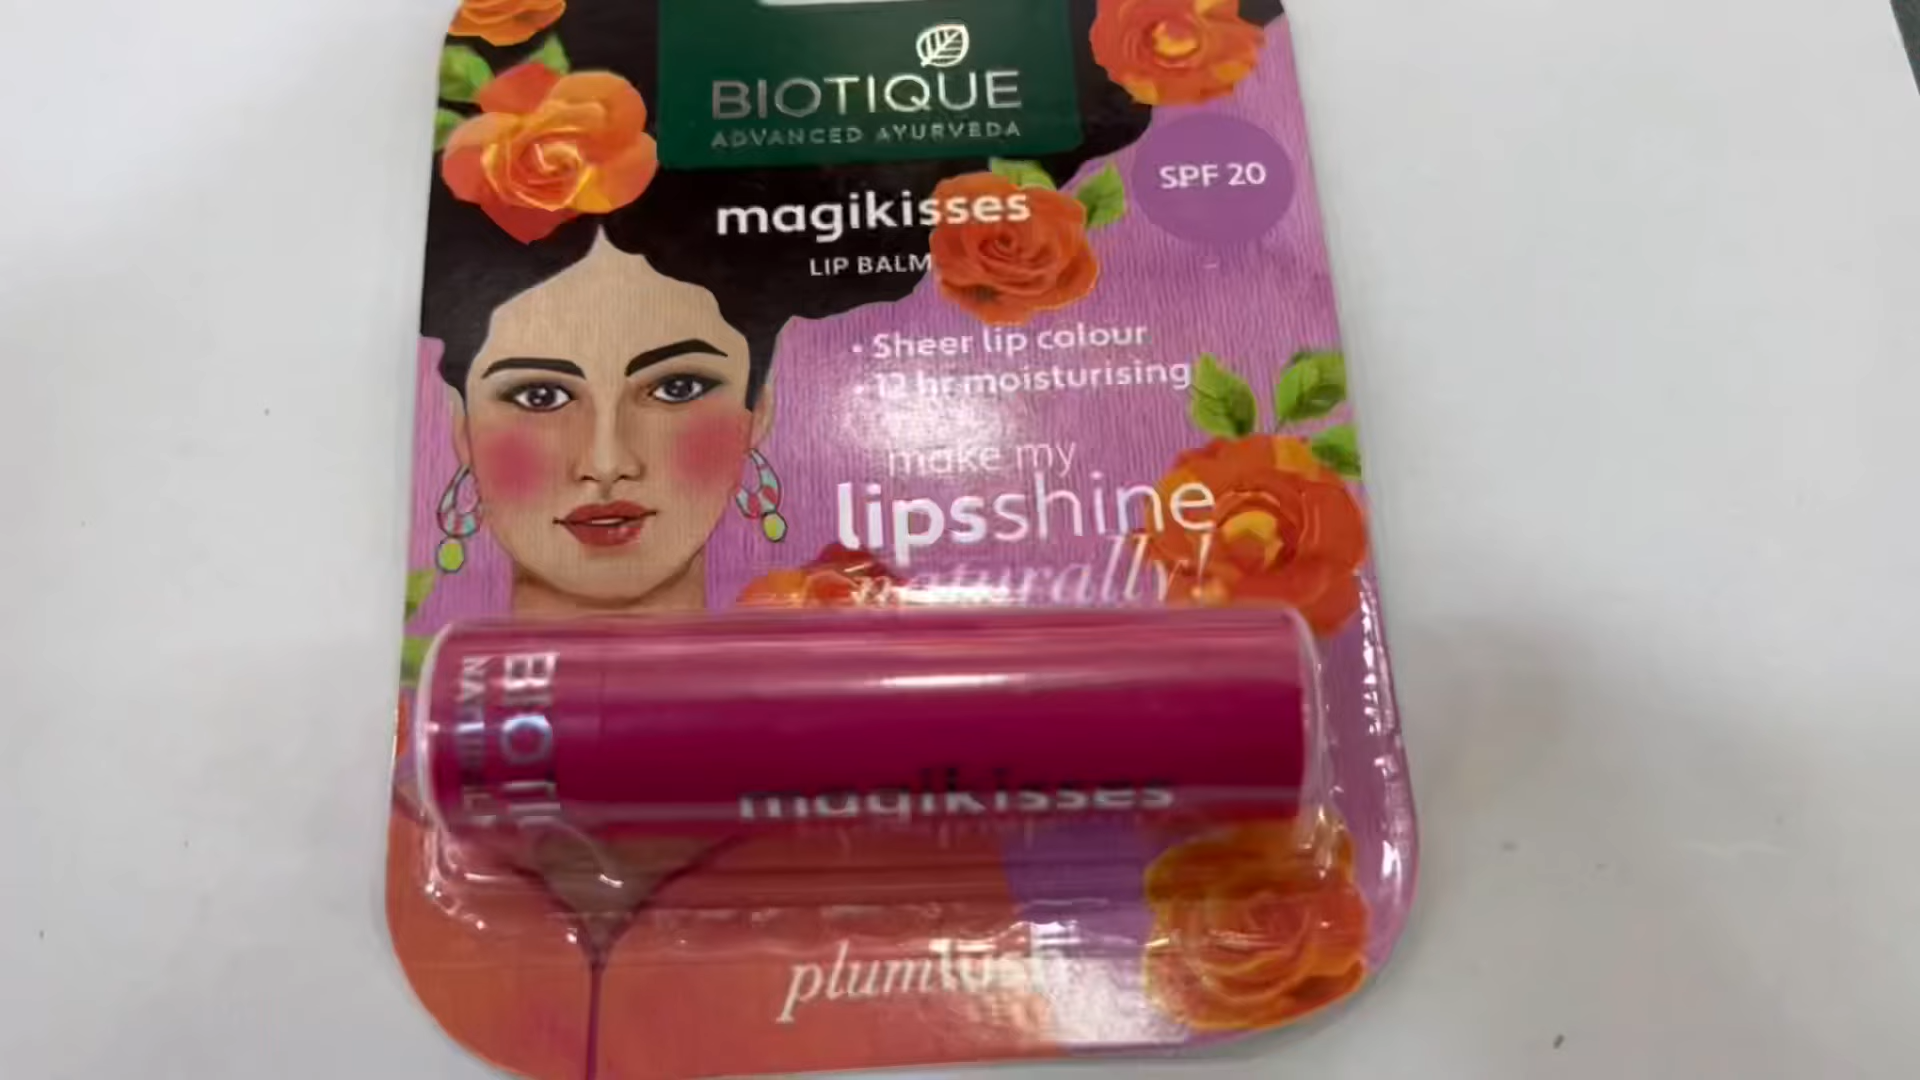 BIOTIQUE
ADVANCED AYURVEDA
SPF 20
magikisses
LIP BALM
• Sheer lip colour
• 12 hr moisturising
make my
lipsshine
naturally!
magikisses
plumlush